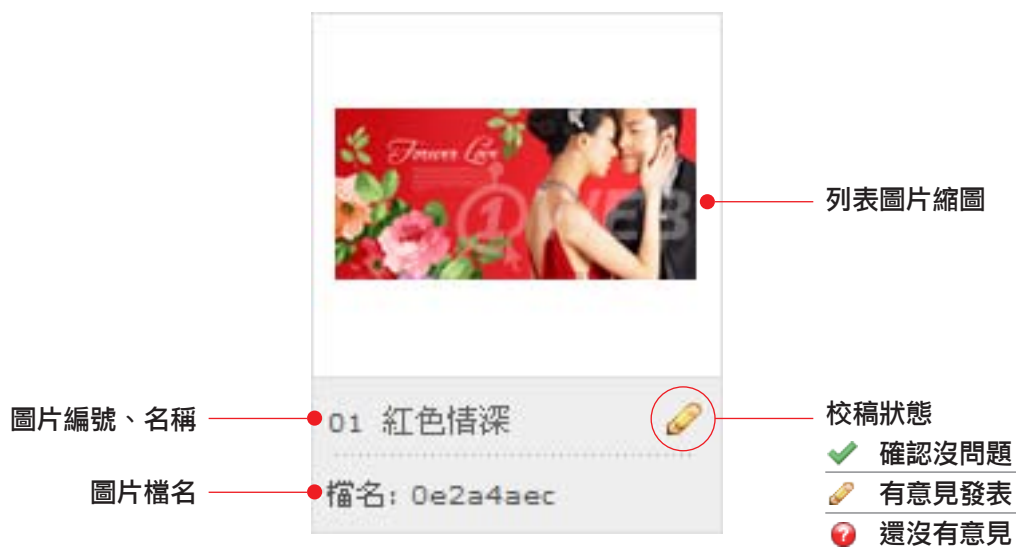 Forever Love
1WEB
列表圖片縮圖
圖片編號、名稱
01 紅色情深
校稿狀態
確認沒問題
圖片檔名
檔名: 0e2a4aec
有意見發表
還沒有意見